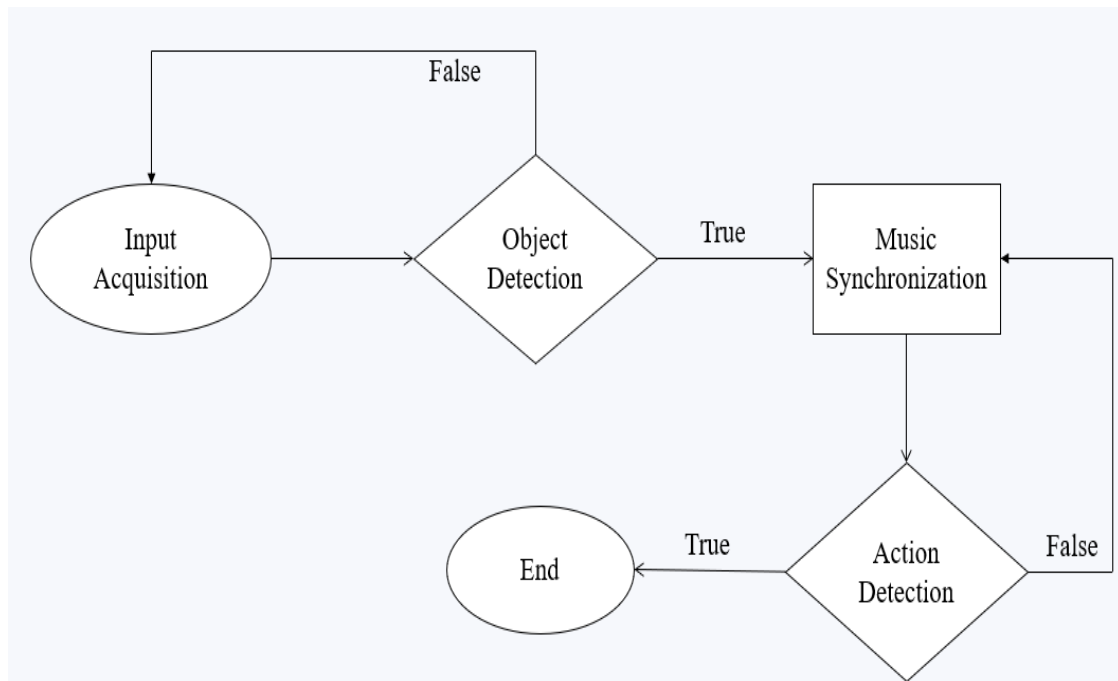 False
Input
Acquisition
Object
Detection
True
Music
Synchronization
End
True
Action
Detection
False